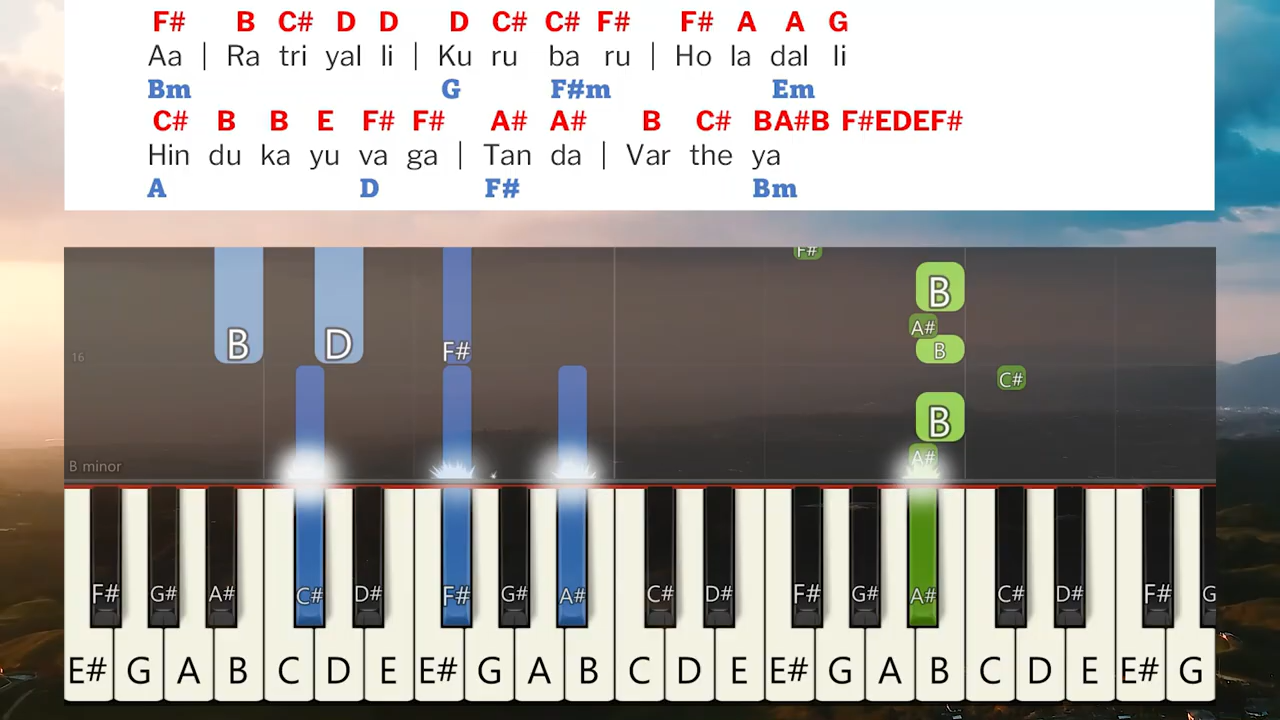 F# B C# D D D C# C# F# F# A A G
Aa | Ra tri yal li | Ku ru ba ru | Ho la dal li
Bm G F#m Em
C# B B E F# F# A# A# B C# BA#B F#EDEF#
Hin du ka yu va ga | Tan da | Var the ya
A D F# Bm
F#
B
A#
B D F# B
16
C#
B
B minor A#
F# G# A# C# D# F# G# A# C# D# F# G# A# C# D# F# G
E# G A B C D E E# G A B C D E E# G A B C D E E# G